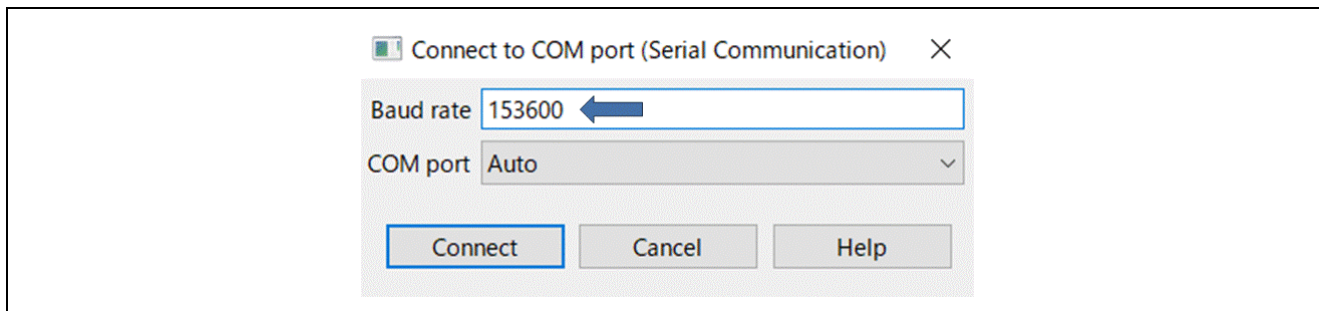 Connect to COM port (Serial Communication)
Baud rate 153600
COM port Auto
Connect Cancel Help